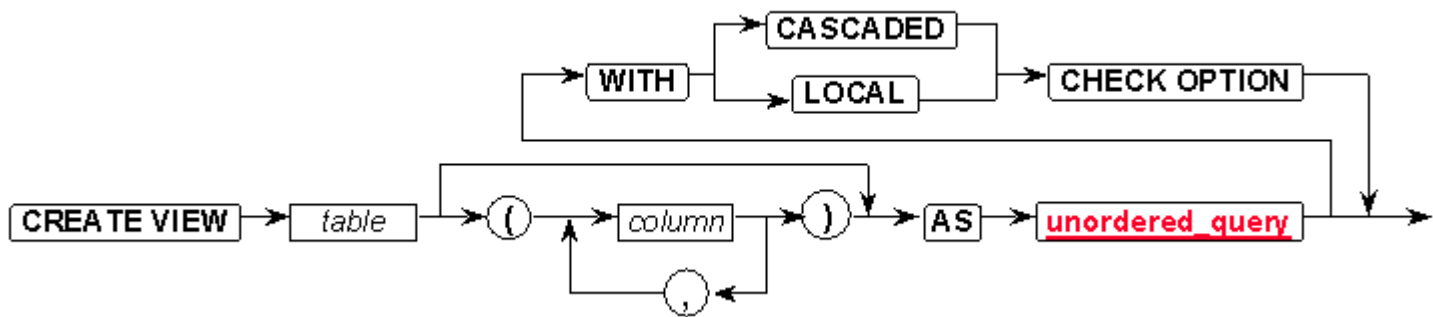 CASCADED
WITH CHECK OPTION
LOCAL
CREATE VIEW table ( column ) AS unordered_query
,